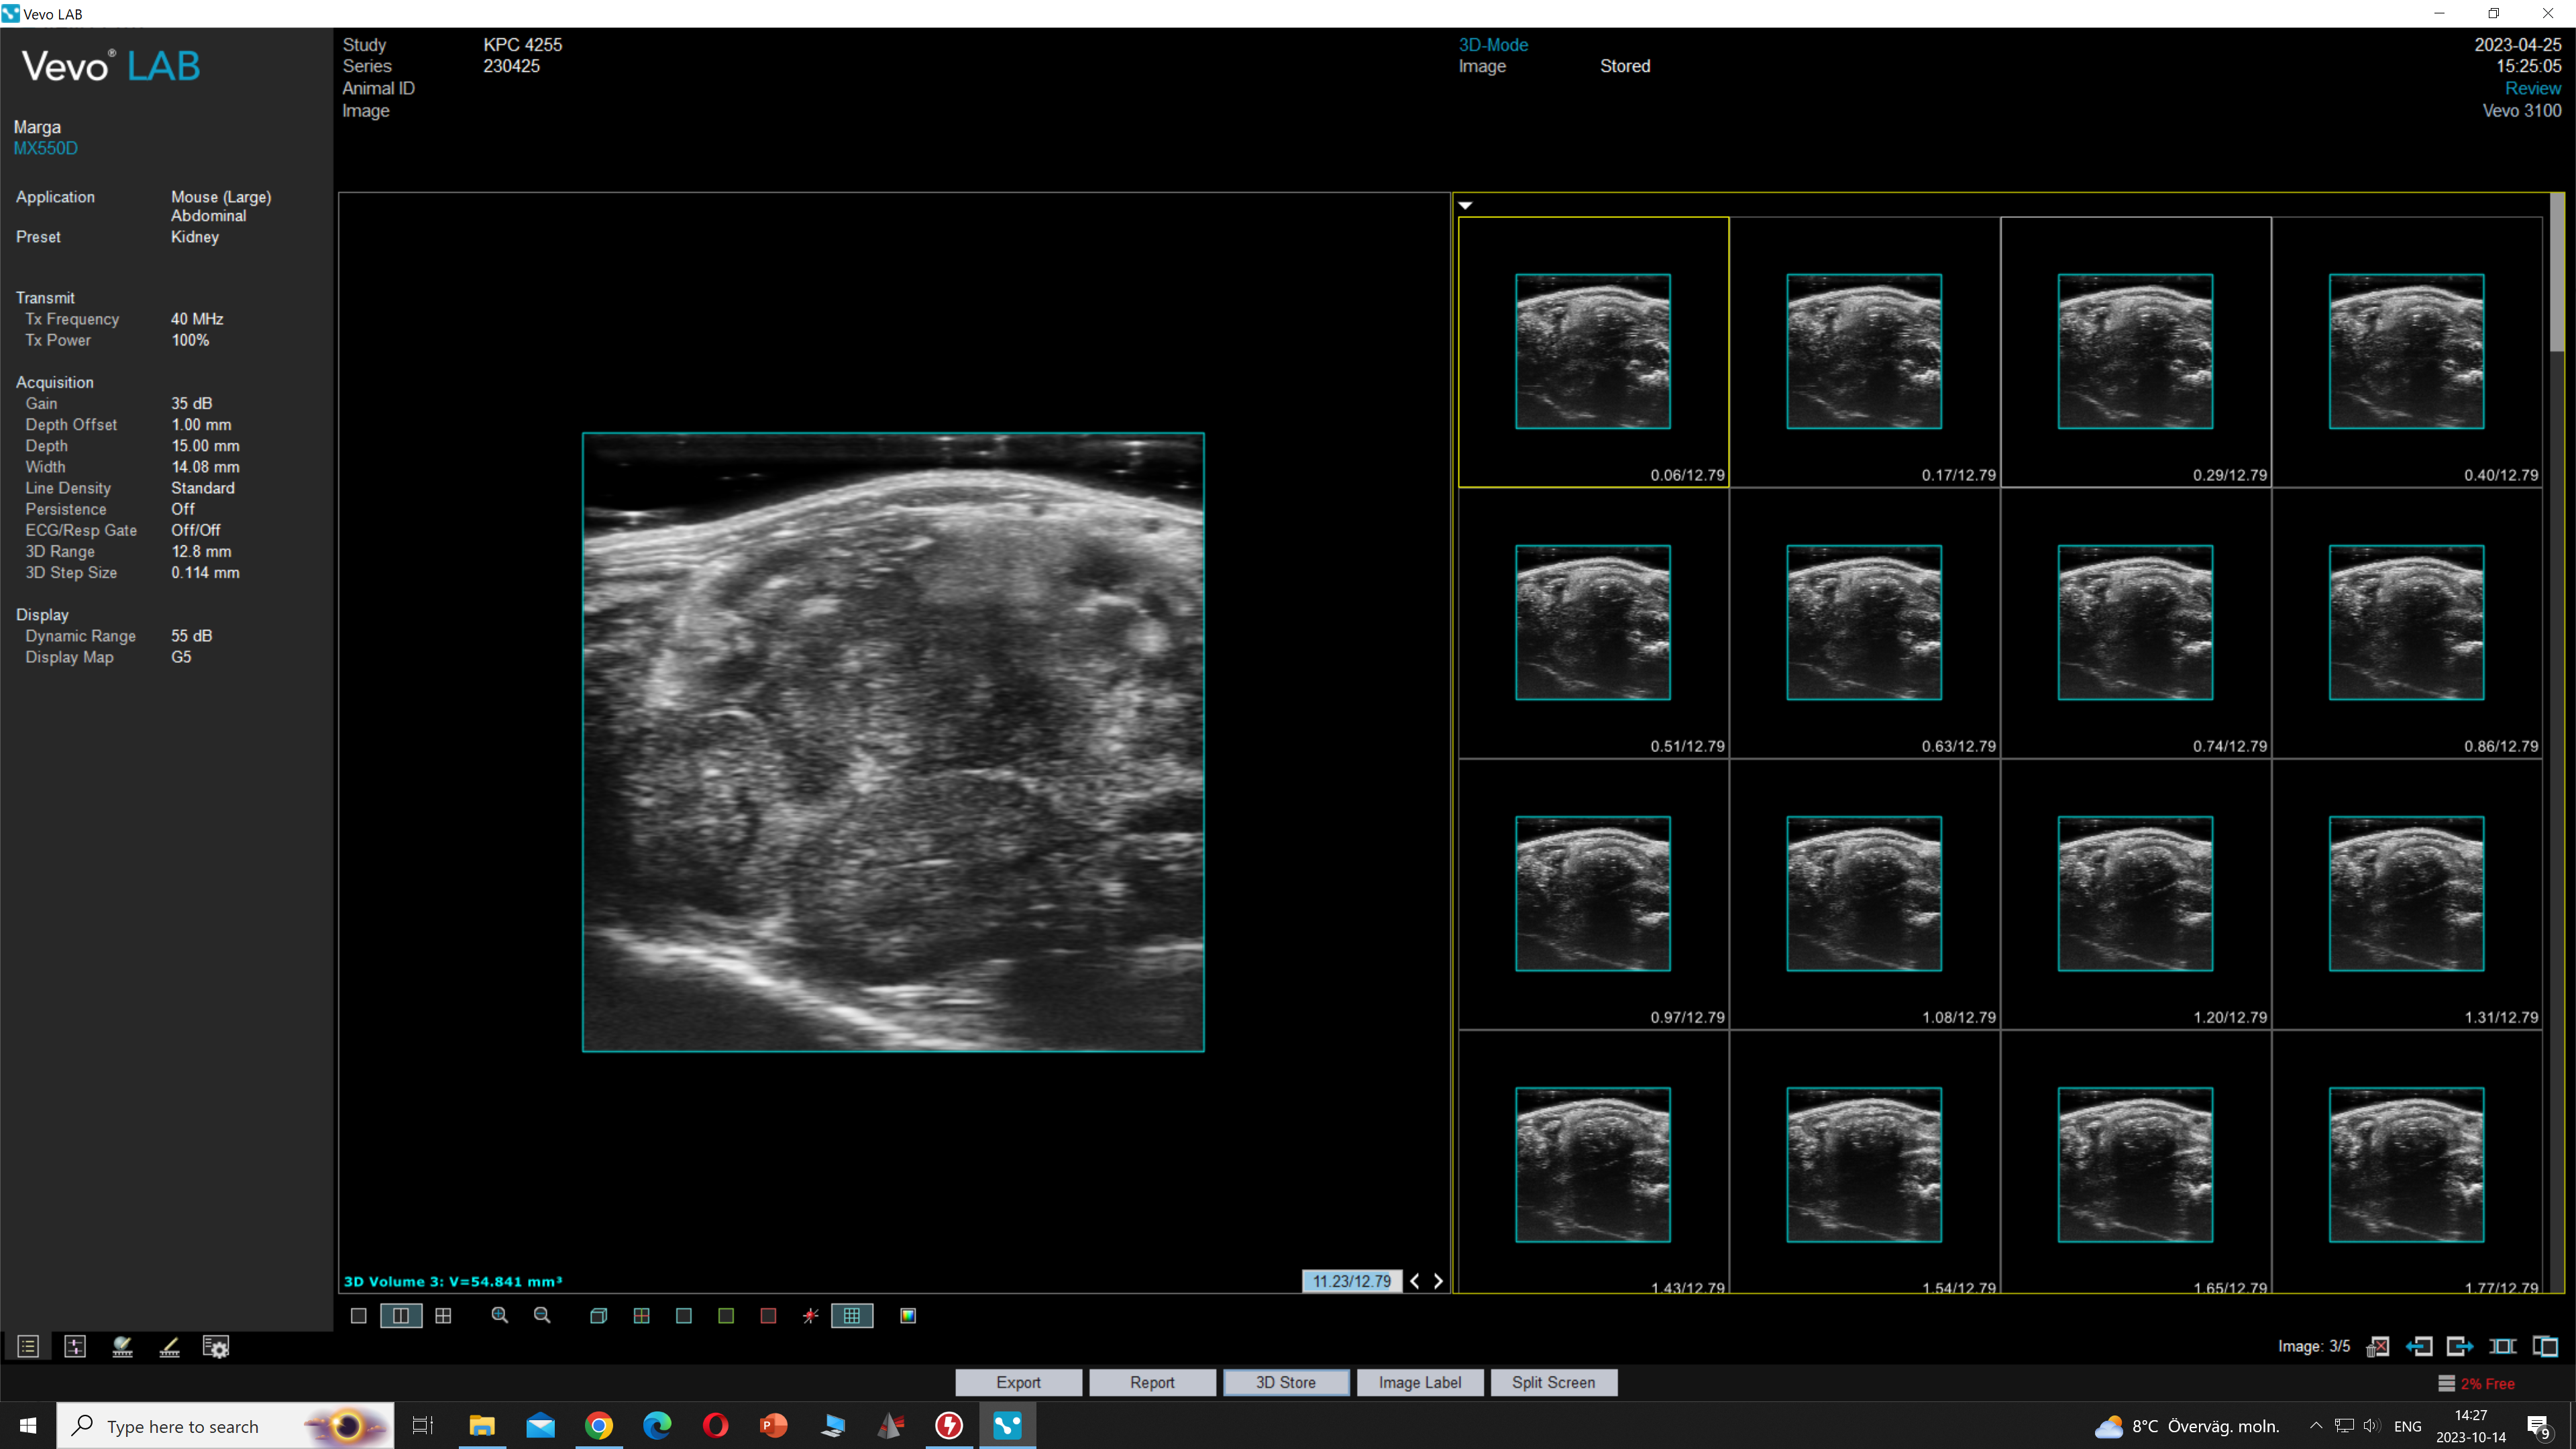 Vevo LAB
Vevo® LAB
Study KPC 4255
Series 230425
Animal ID
Image
3D-Mode
Image Stored
2023-04-25
15:25:05
Review
Vevo 3100
Marga
MX550D
Application Mouse (Large)
Abdominal
Preset Kidney
Transmit
Tx Frequency 40 MHz
Tx Power 100%
Acquisition
Gain 35 dB
Depth Offset 1.00 mm
Depth 15.00 mm
Width 14.08 mm
Line Density Standard
Persistence Off
ECG/Resp Gate Off/Off
3D Range 12.8 mm
3D Step Size 0.114 mm
Display
Dynamic Range 55 dB
Display Map G5
0.06/12.79 0.17/12.79 0.29/12.79 0.40/12.79
0.51/12.79 0.63/12.79 0.74/12.79 0.86/12.79
0.97/12.79 1.08/12.79 1.20/12.79 1.31/12.79
1.43/12.79 1.54/12.79 1.65/12.79 1.77/12.79
3D Volume 3: V=54.841 mm³
11.23/12.79
Image: 3/5
Export Report 3D Store Image Label Split Screen
2% Free
Type here to search
8°C Överväg. moln.
ENG
14:27
2023-10-14
9